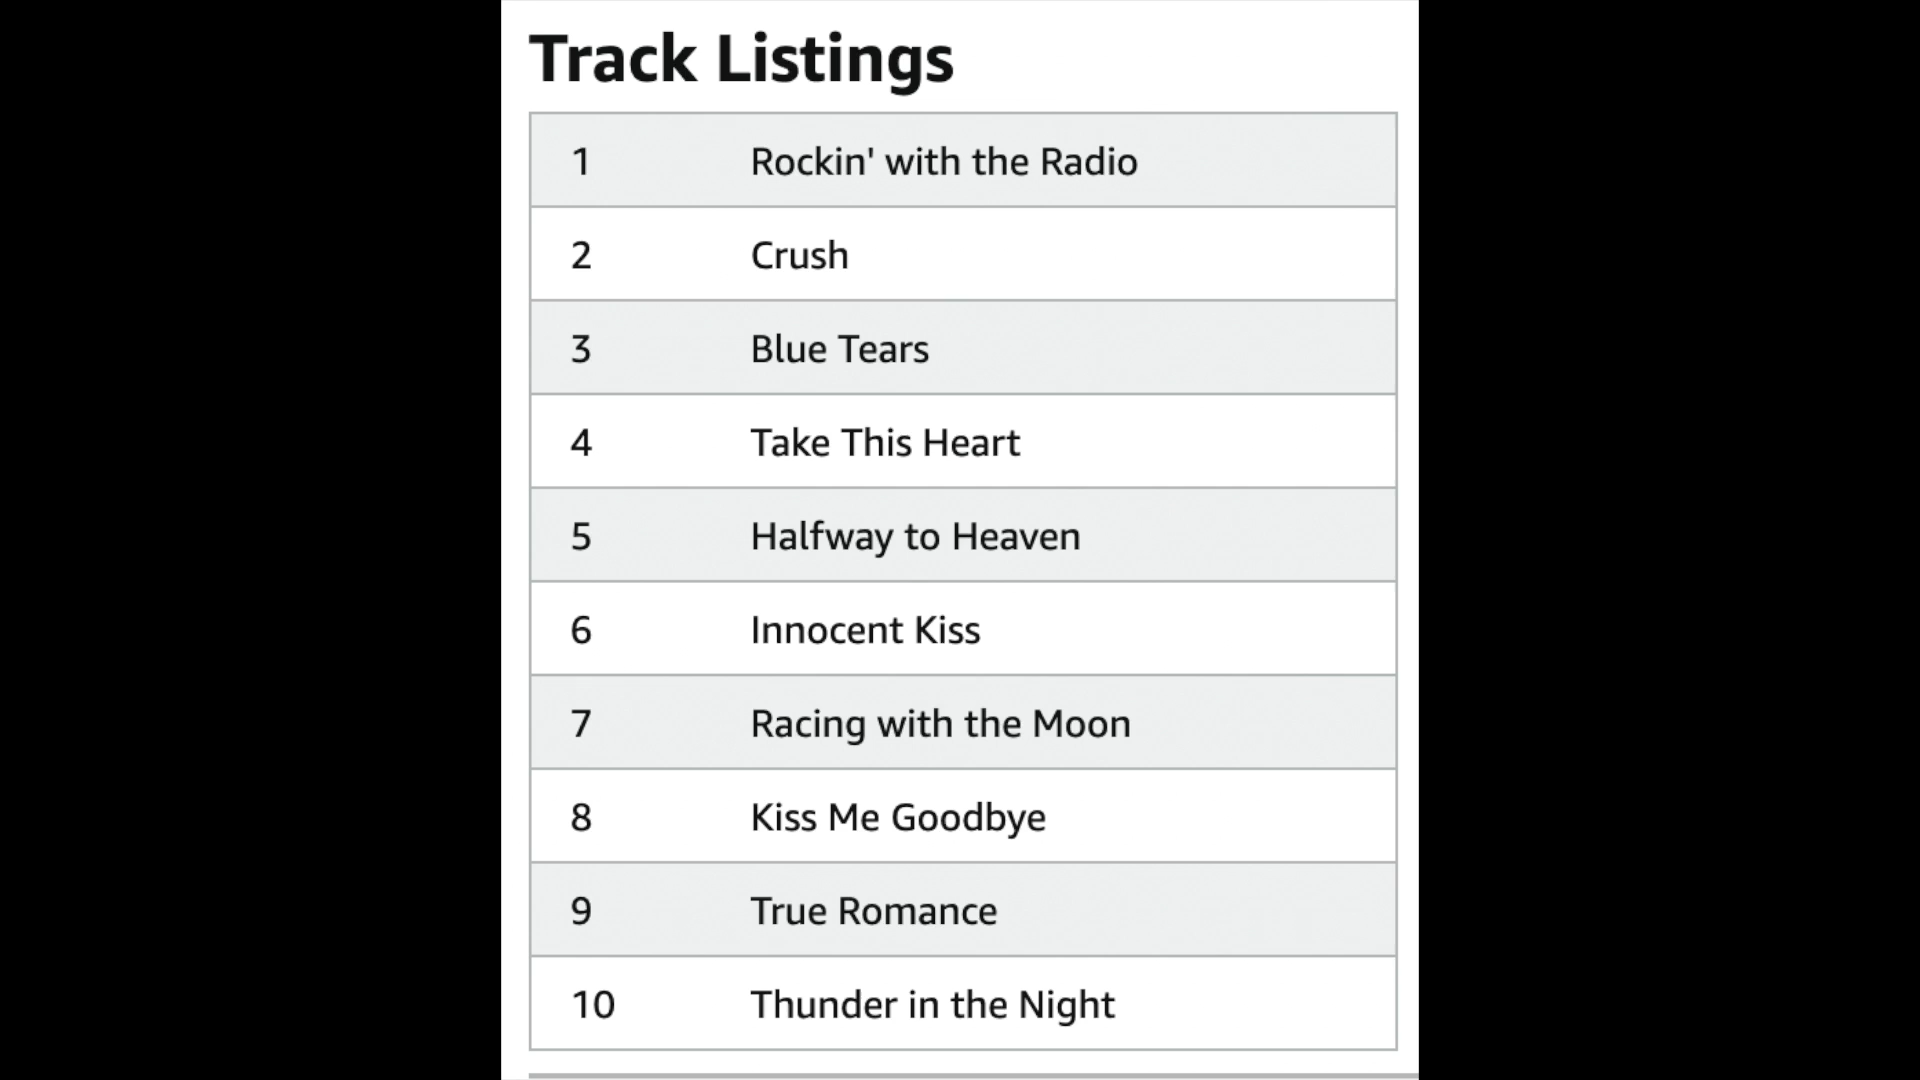 Track Listings
1 Rockin' with the Radio
2 Crush
3 Blue Tears
4 Take This Heart
5 Halfway to Heaven
6 Innocent Kiss
7 Racing with the Moon
8 Kiss Me Goodbye
9 True Romance
10 Thunder in the Night